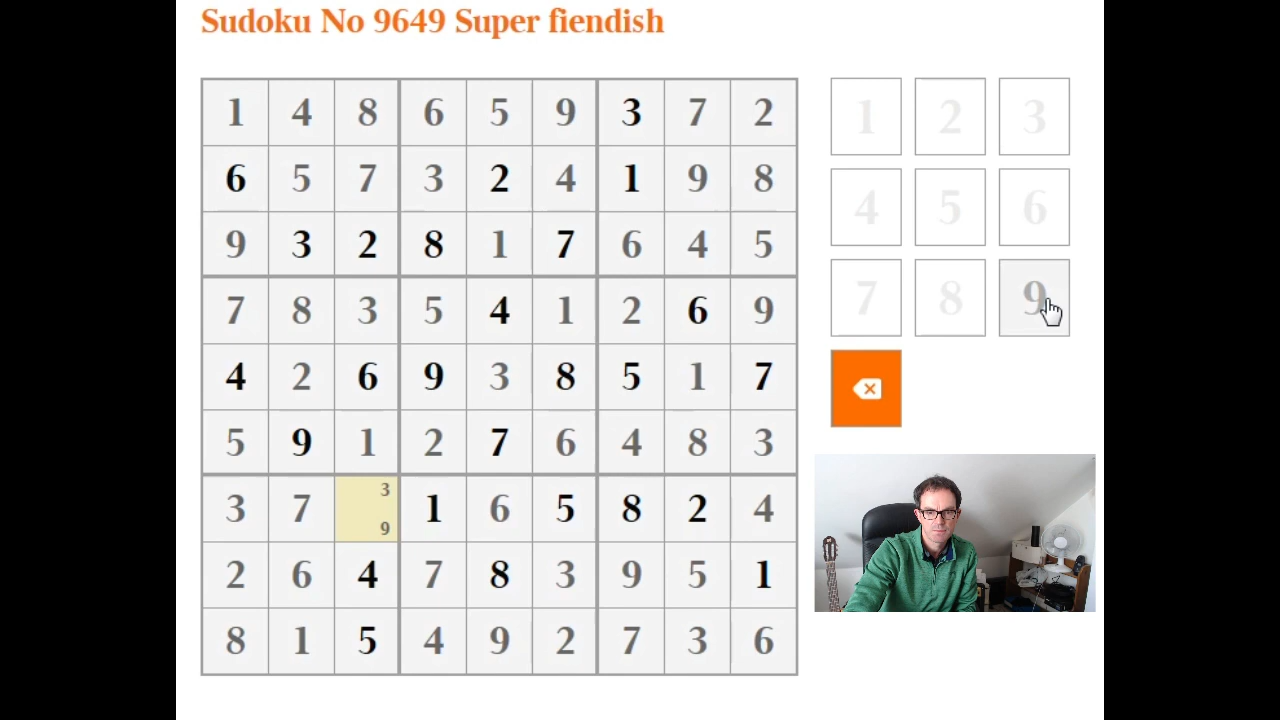 Sudoku No 9649 Super fiendish
1 4 8 6 5 9 3 7 2
6 5 7 3 2 4 1 9 8
9 3 2 8 1 7 6 4 5
7 8 3 5 4 1 2 6 9
4 2 6 9 3 8 5 1 7
5 9 1 2 7 6 4 8 3
3 7 3 9 1 6 5 8 2 4
2 6 4 7 8 3 9 5 1
8 1 5 4 9 2 7 3 6
1 2 3
4 5 6
7 8 9